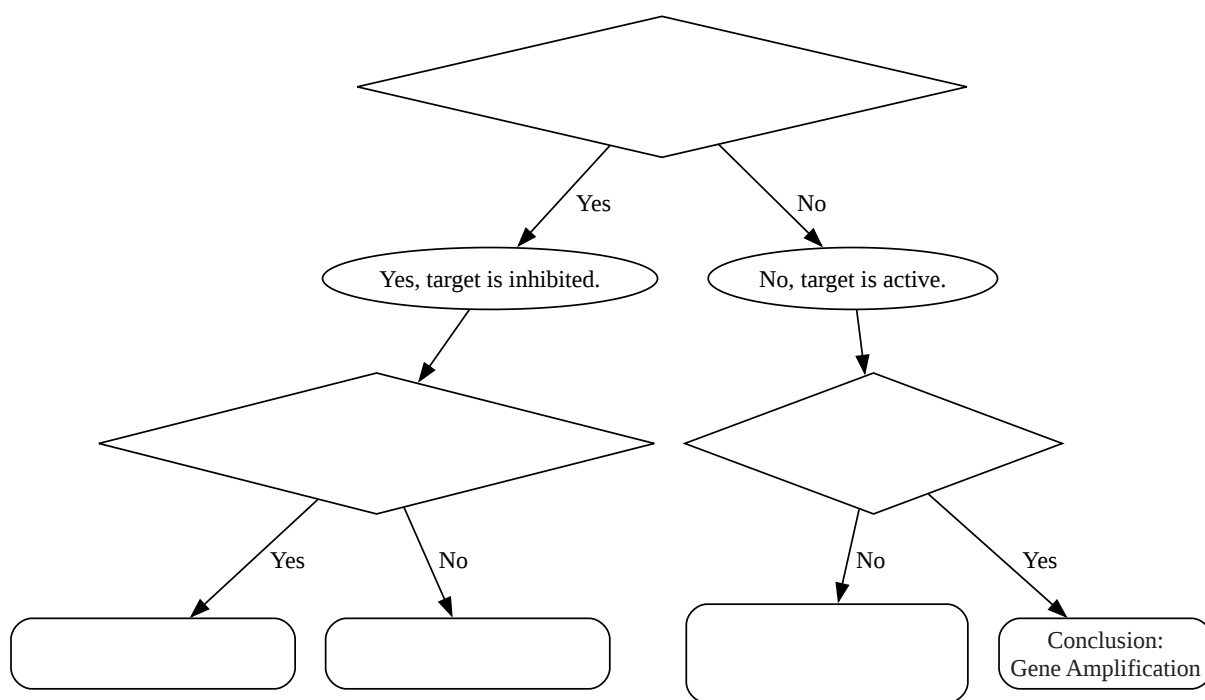 Yes
No
Yes, target is inhibited.
No, target is active.
Yes
No
No
Yes
Conclusion:
Gene Amplification